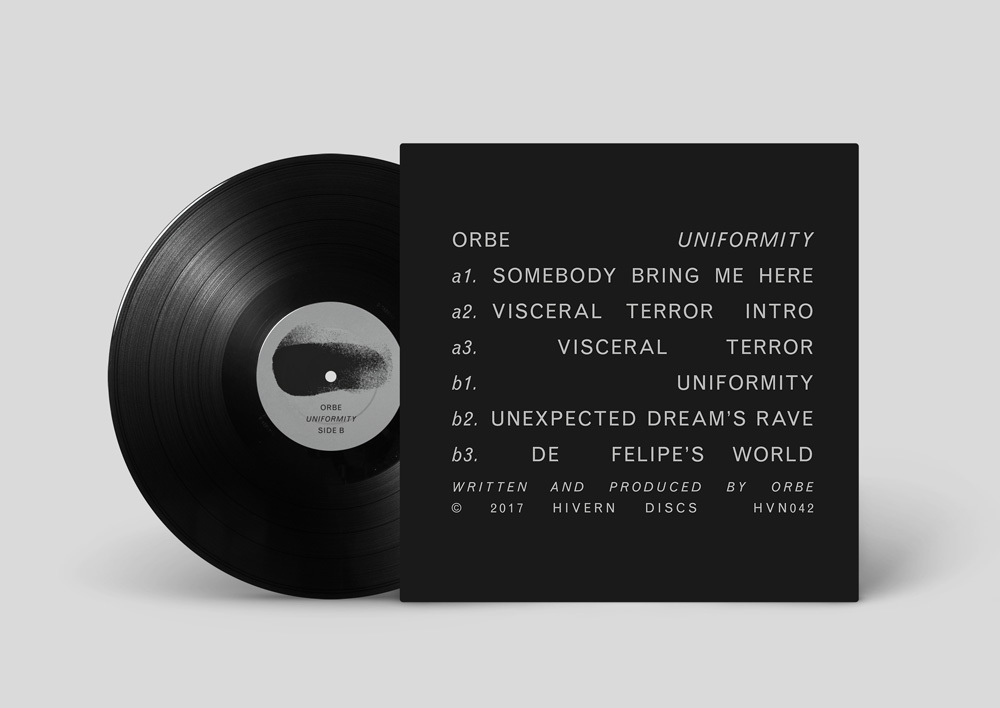 ORBE UNIFORMITY
a1. SOMEBODY BRING ME HERE
a2. VISCERAL TERROR INTRO
a3. VISCERAL TERROR
b1. UNIFORMITY
b2. UNEXPECTED DREAM'S RAVE
b3. DE FELIPE'S WORLD
WRITTEN AND PRODUCED BY ORBE
© 2017 HIVERN DISCS HVN042
ORBE
UNIFORMITY
SIDE B